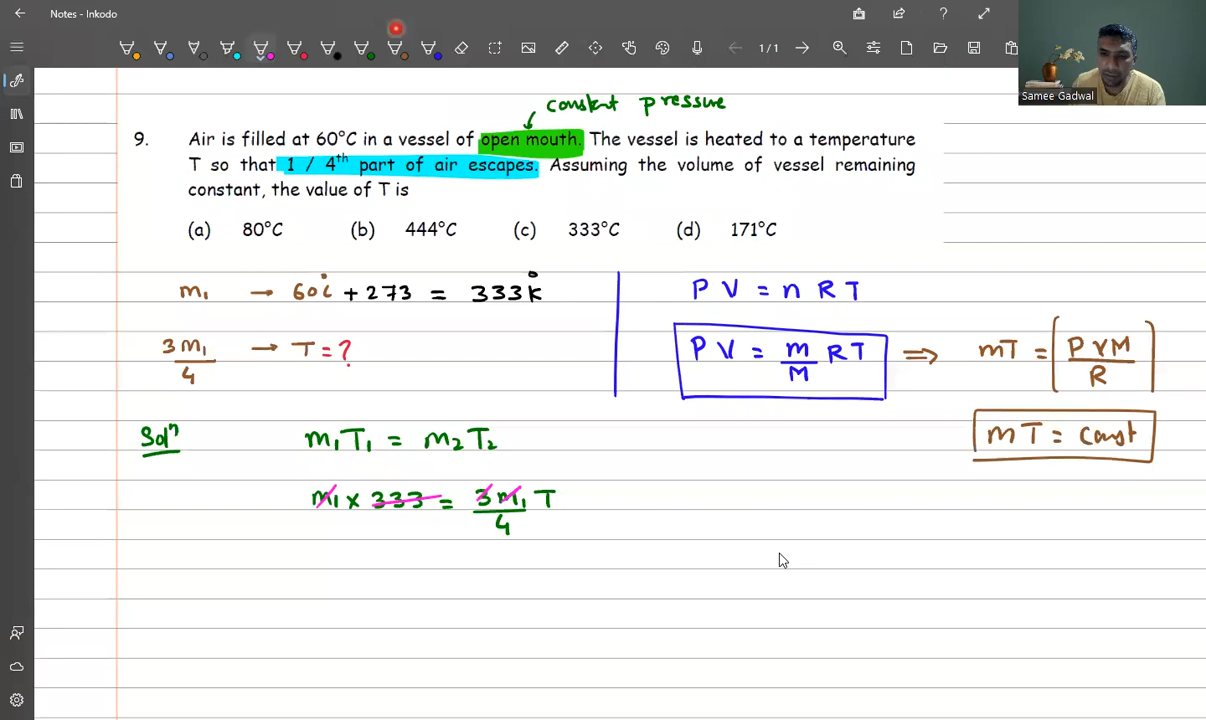 Notes - Inkodo
1/1
Samee Gadwal
constant pressure
9. Air is filled at 60°C in a vessel of open mouth. The vessel is heated to a temperature
T so that 1 / 4th part of air escapes. Assuming the volume of vessel remaining
constant, the value of T is
(a) 80°C (b) 444°C (c) 333°C (d) 171°C
m₁ → 60°C + 273 = 333°K
3m₁/4 → T = ?
PV = nRT
PV = m/M RT ⇒ mT = [PVM/R]
mT = const
Solⁿ m₁T₁ = m₂T₂
m₁ × 333 = 3m₁/4 T